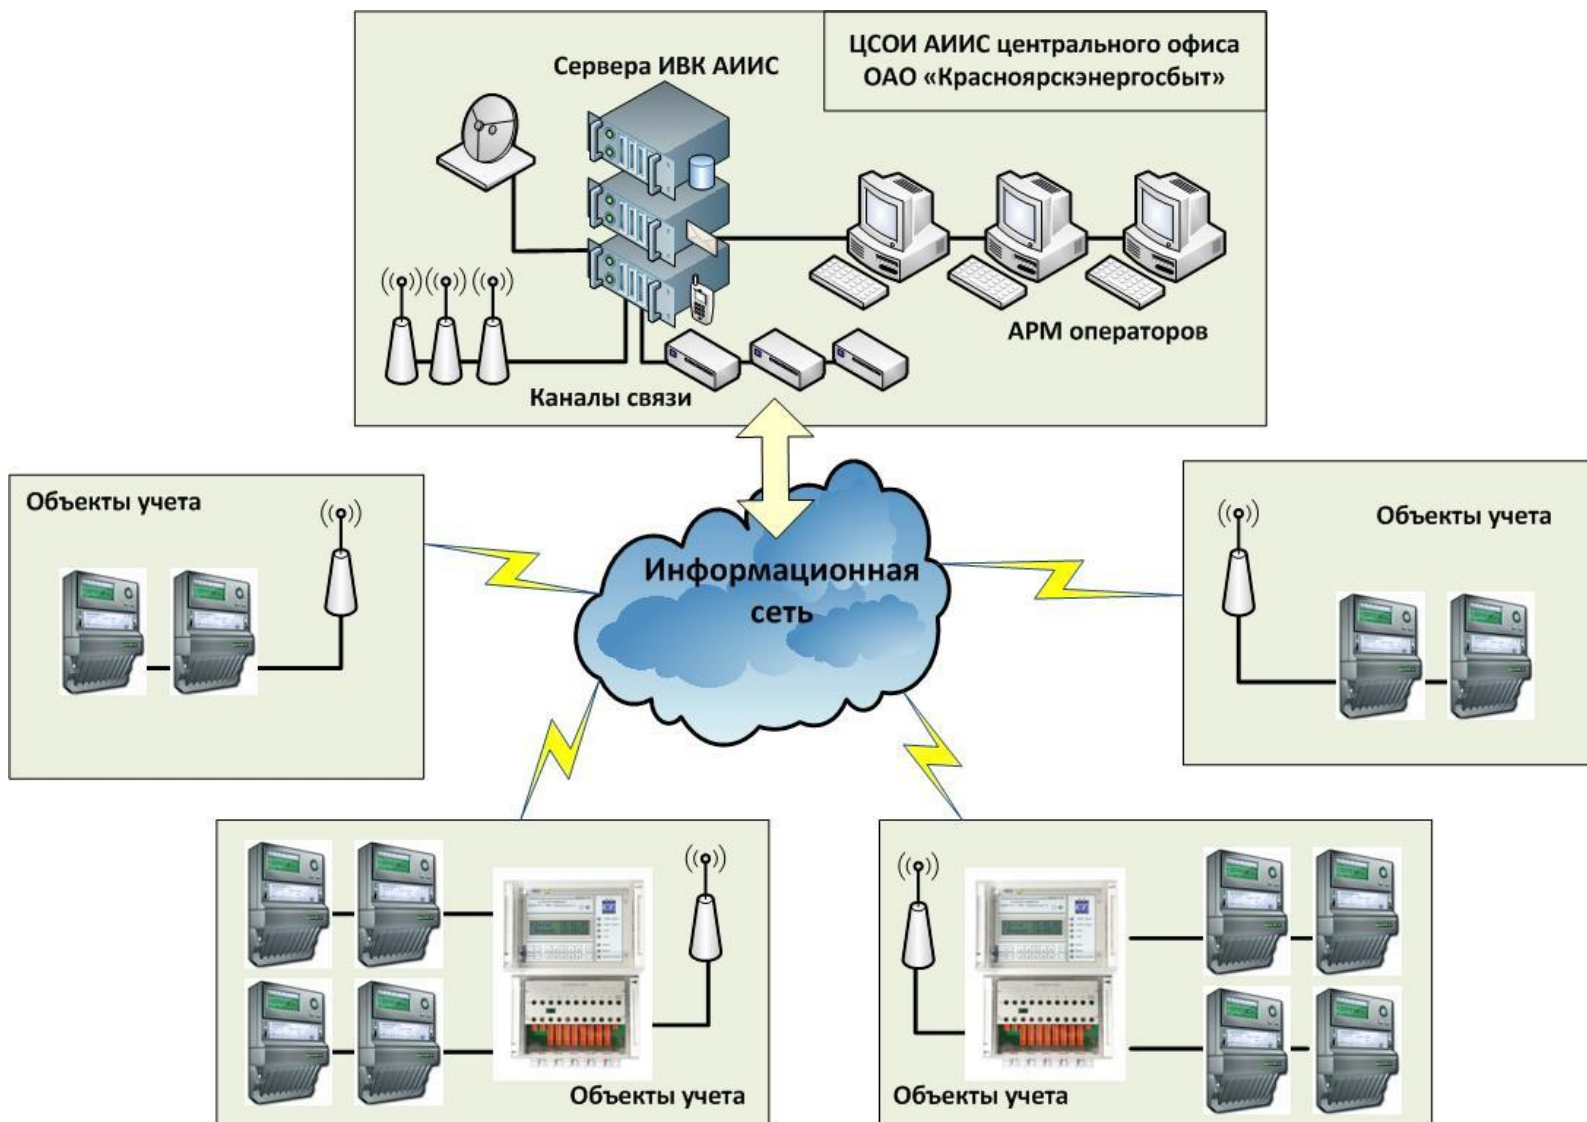 ЦСОИ АИИС центрального офиса
ОАО «Красноярскэнергосбыт»
Сервера ИВК АИИС
АРМ операторов
Каналы связи
Объекты учета
Объекты учета
Информационная
сеть
Объекты учета
Объекты учета